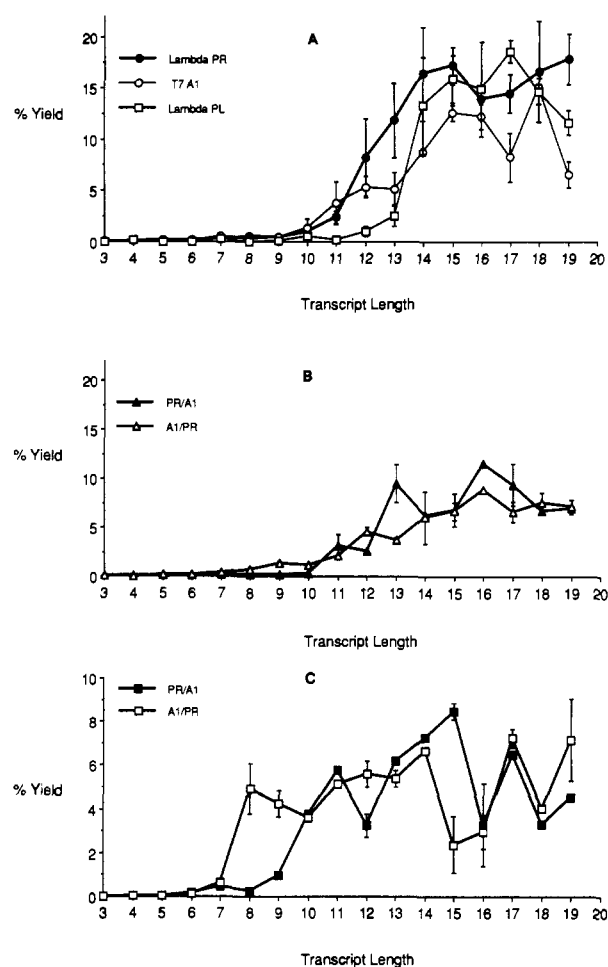 A
20
15
10
5
0
% Yield
Lambda PR
T7 A1
Lambda PL
3 4 5 6 7 8 9 10 11 12 13 14 15 16 17 18 19 20
Transcript Length
B
20
15
10
5
0
% Yield
PR/A1
A1/PR
3 4 5 6 7 8 9 10 11 12 13 14 15 16 17 18 19 20
Transcript Length
C
10
8
6
4
2
0
% Yield
PR/A1
A1/PR
3 4 5 6 7 8 9 10 11 12 13 14 15 16 17 18 19 20
Transcript Length